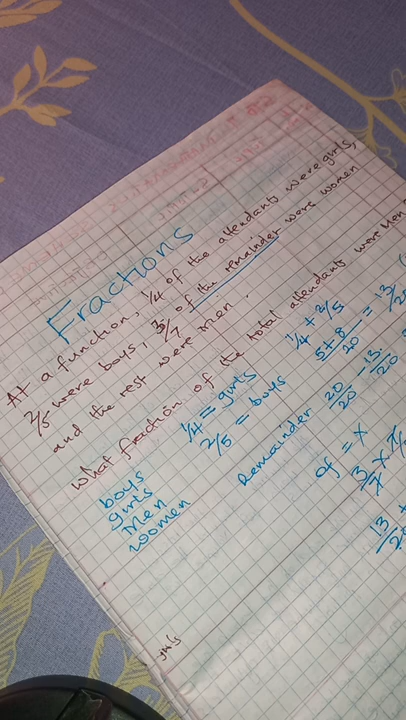 Fractions
At a function, 1/4 of the attendants were girls,
2/5 were boys, 3/7 of the remainder were women
and the rest were men.
What fraction of the total attendants were Men
1/4 = girls
2/5 = boys
boys
girls
Men
women
1/4 + 2/5
5+8/20 = 13/20
Remainder
20/20 - 13/20
of = x
3/7 x 7/
13/2 +